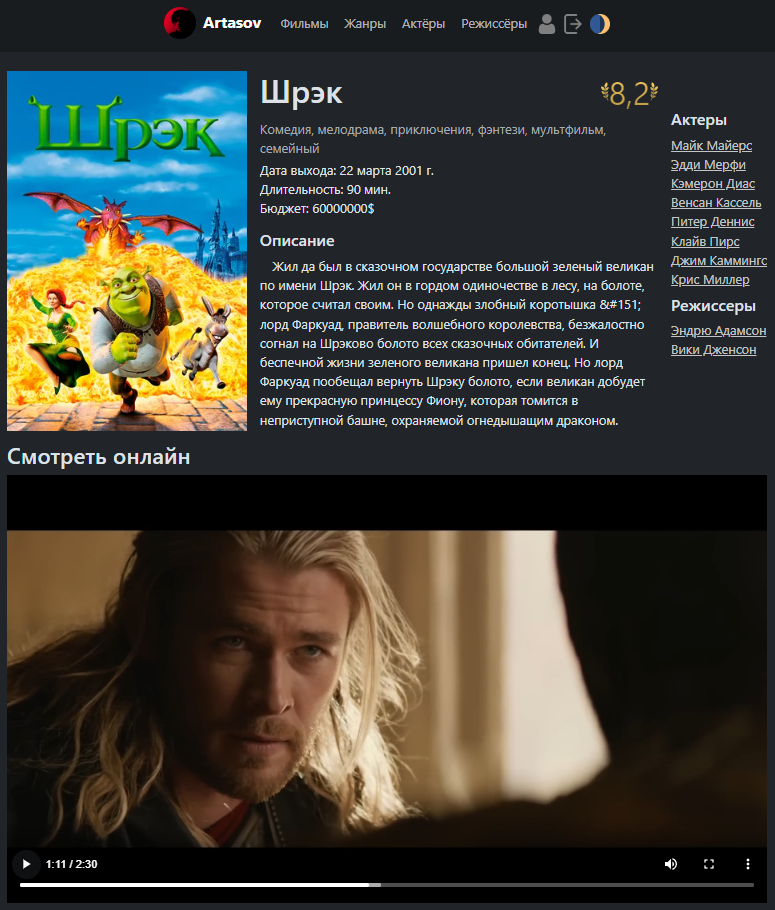 Artasov Фильмы Жанры Актёры Режиссёры
Шрэк
Шрэк
8,2
Комедия, мелодрама, приключения, фэнтези, мультфильм,
семейный
Дата выхода: 22 марта 2001 г.
Длительность: 90 мин.
Бюджет: 60000000$
Описание
Жил да был в сказочном государстве большой зеленый великан
по имени Шрэк. Жил он в гордом одиночестве в лесу, на болоте,
которое считал своим. Но однажды злобный коротышка &#151;
лорд Фаркуад, правитель волшебного королевства, безжалостно
согнал на Шрэково болото всех сказочных обитателей. И
беспечной жизни зеленого великана пришел конец. Но лорд
Фаркуад пообещал вернуть Шрэку болото, если великан добудет
ему прекрасную принцессу Фиону, которая томится в
неприступной башне, охраняемой огнедышащим драконом.
Актеры
Майк Майерс
Эдди Мерфи
Кэмерон Диас
Венсан Кассель
Питер Деннис
Клайв Пирс
Джим Каммингс
Крис Миллер
Режиссеры
Эндрю Адамсон
Вики Дженсон
Смотреть онлайн
1:11 / 2:30